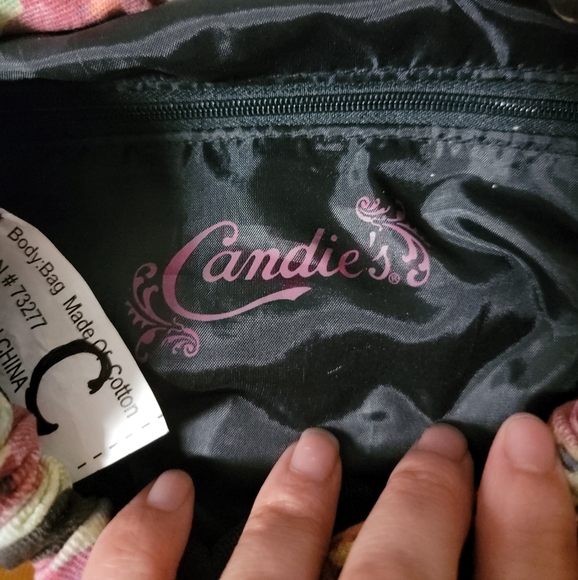 Candie's®
Body:Bag Made Of Cotton
N # 73277
CHINA
C